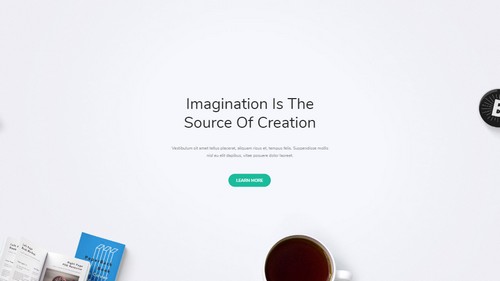 Imagination Is The
Source Of Creation
Vestibulum sit amet tellus placerat, aliquam risus at, tempus felis. Suspendisse mollis
nisl eu elit dapibus, vitae posuere dolor laoreet.
LEARN MORE